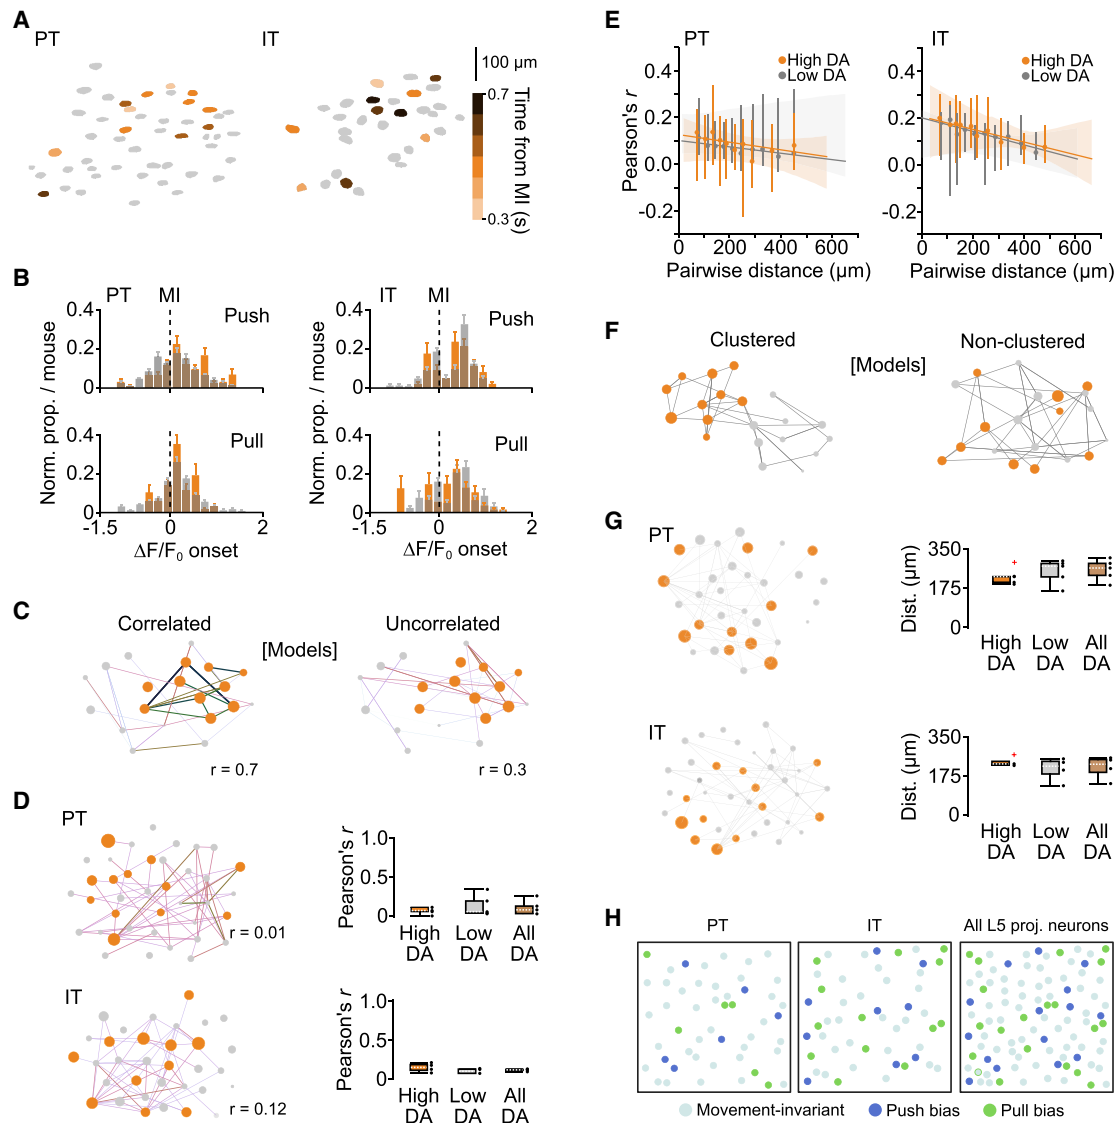 A
PT
IT
100 µm
0.7
0.3
Time from MI (s)
B
PT
MI
Push
IT
MI
Push
0.4
0.2
0
0.4
0.2
0
Pull
Pull
0.4
0.2
0
0.4
0.2
0
Norm. prop. / mouse
Norm. prop. / mouse
-1.5
0
2
-1.5
0
2
ΔF/F0 onset
ΔF/F0 onset
C
Correlated
[Models]
Uncorrelated
r = 0.7
r = 0.3
D
PT
r = 0.01
1.0
0.5
0
Pearson's r
High DA
Low DA
All DA
IT
r = 0.12
1.0
0.5
0
Pearson's r
High DA
Low DA
All DA
E
PT
High DA
Low DA
0.4
0.2
0.0
-0.2
Pearson's r
0
200
400
600
Pairwise distance (µm)
IT
High DA
Low DA
0.4
0.2
0.0
-0.2
0
200
400
600
Pairwise distance (µm)
F
Clustered
[Models]
Non-clustered
G
PT
350
175
0
Dist. (µm)
High DA
Low DA
All DA
IT
350
175
0
Dist. (µm)
High DA
Low DA
All DA
H
PT
IT
All L5 proj. neurons
Movement-invariant
Push bias
Pull bias